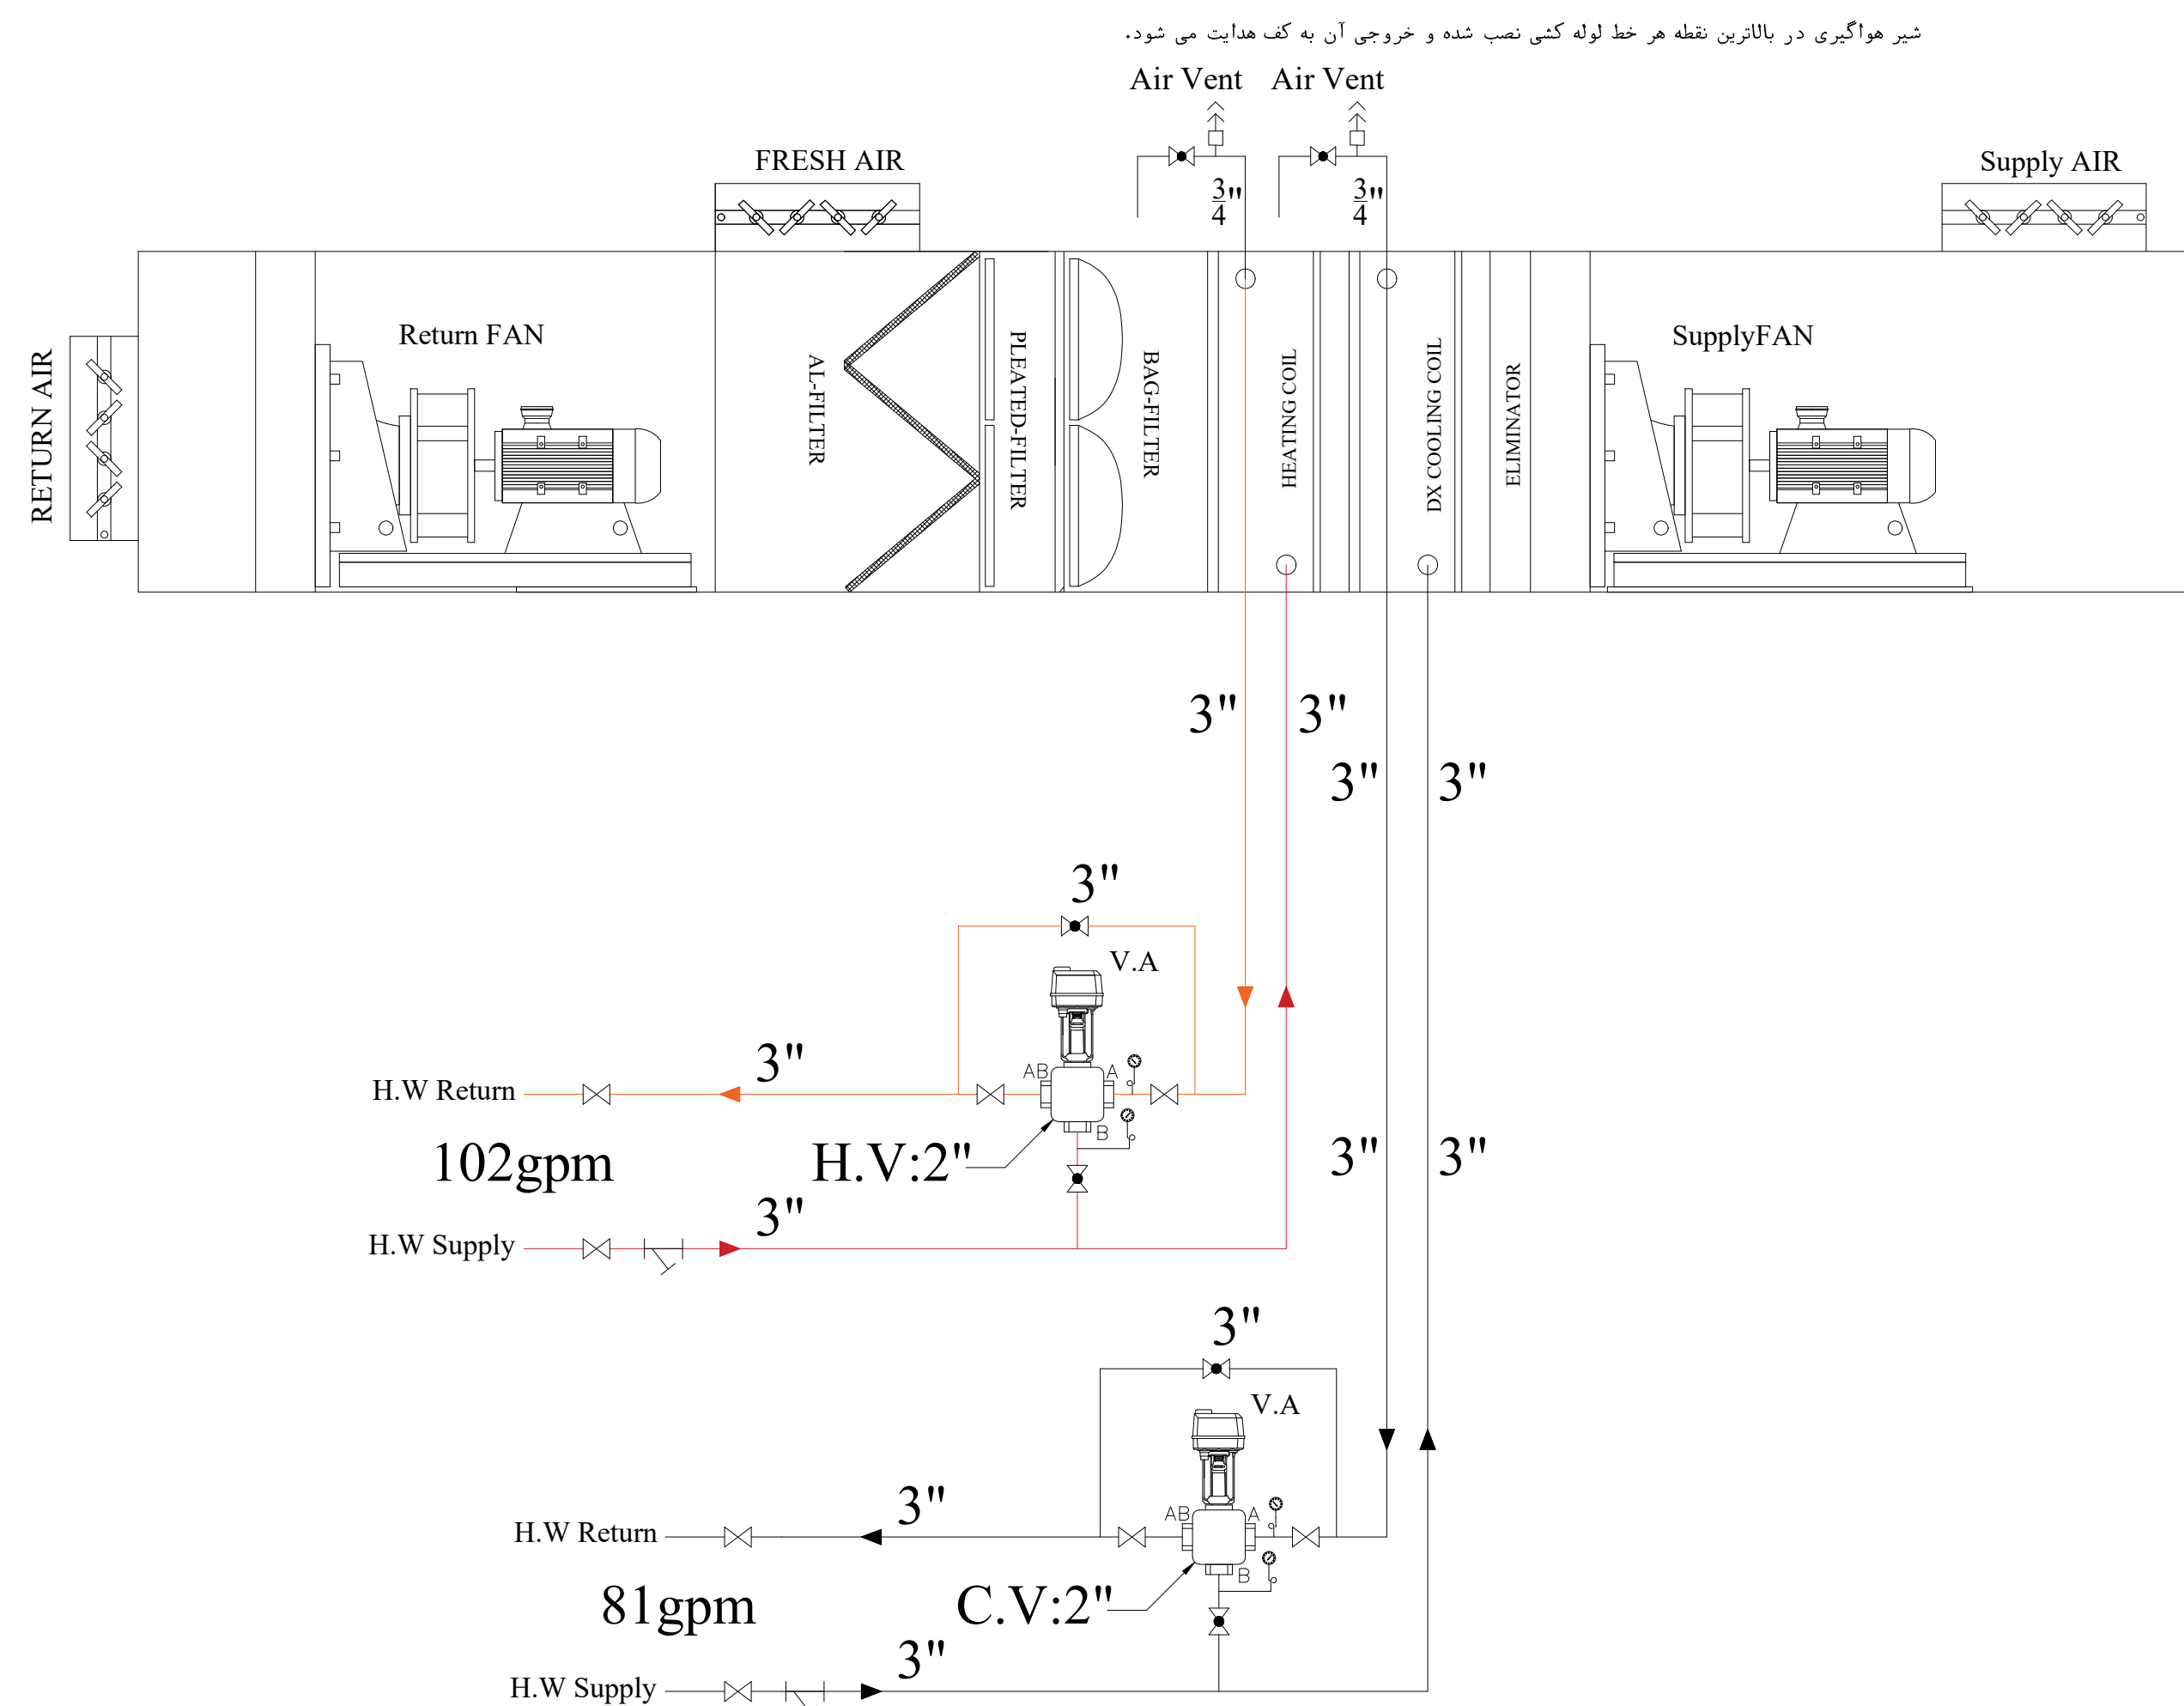 شیر هواگیری در بالاترین نقطه هر خط لوله کشی نصب شده و خروجی آن به کف هدایت می شود.
Air Vent
Air Vent
FRESH AIR
Supply AIR
3/4"
3/4"
RETURN AIR
Return FAN
AL-FILTER
PLEATED-FILTER
BAG-FILTER
HEATING COIL
DX COOLING COIL
ELIMINATOR
SupplyFAN
3"
3"
3"
3"
3"
V.A
3"
AB
A
H.W Return
B
102gpm
H.V:2"
3"
3"
3"
H.W Supply
3"
V.A
3"
AB
A
H.W Return
B
81gpm
C.V:2"
3"
H.W Supply